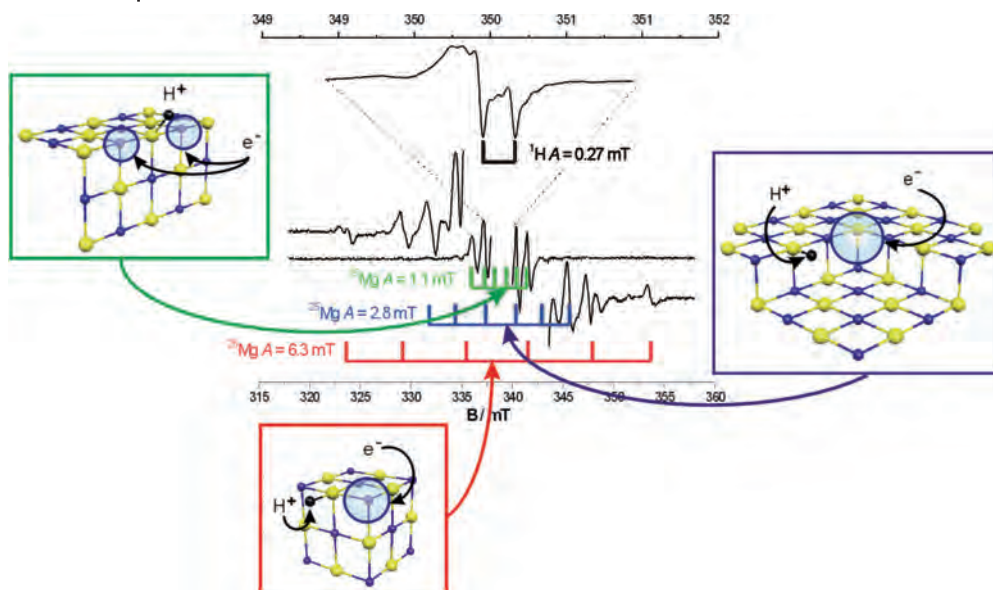 349 349 350 350 351 351 352
H⁺
e⁻
¹H A = 0.27 mT
H⁺
e⁻
Mg A = 1.1 mT
²⁵Mg A = 2.8 mT
²⁵Mg A = 6.3 mT
315 320 325 330 335 340 345 350 355 360
B / mT
e⁻
H⁺